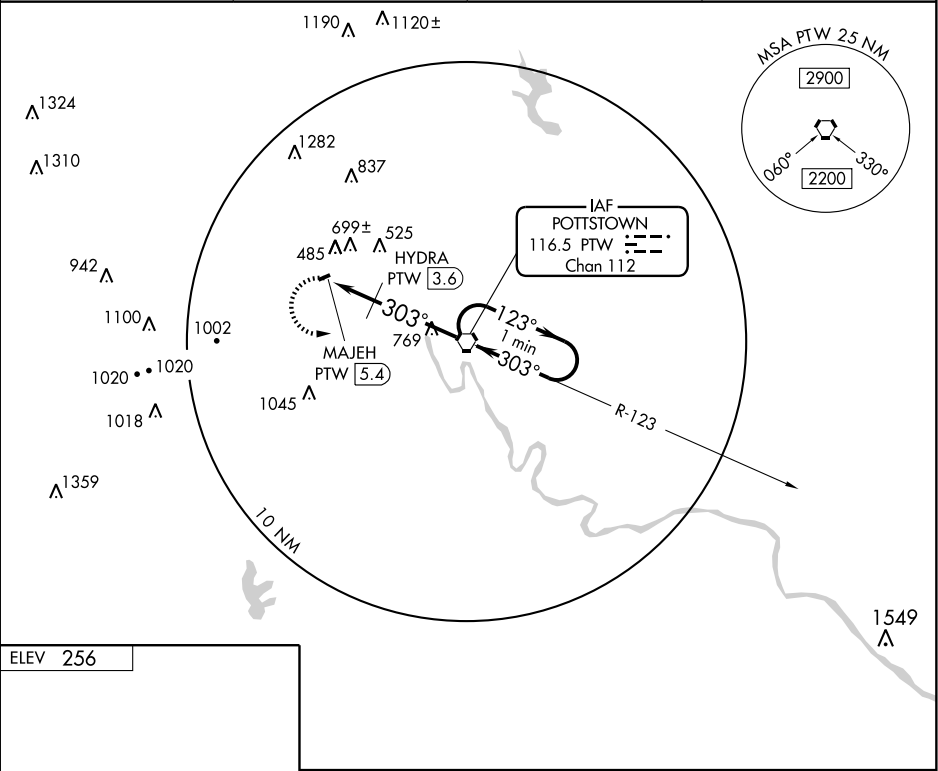 1190
1120±
MSA PTW 25 NM
2900
060°
330°
2200
1324
1310
1282
837
IAF
POTTSTOWN
116.5 PTW
Chan 112
699±
525
485
HYDRA
PTW 3.6
942
303°
123°
1 min
303°
1100
1002
769
MAJEH
PTW 5.4
1020
1020
1045
1018
R-123
1359
10 NM
1549
ELEV 256